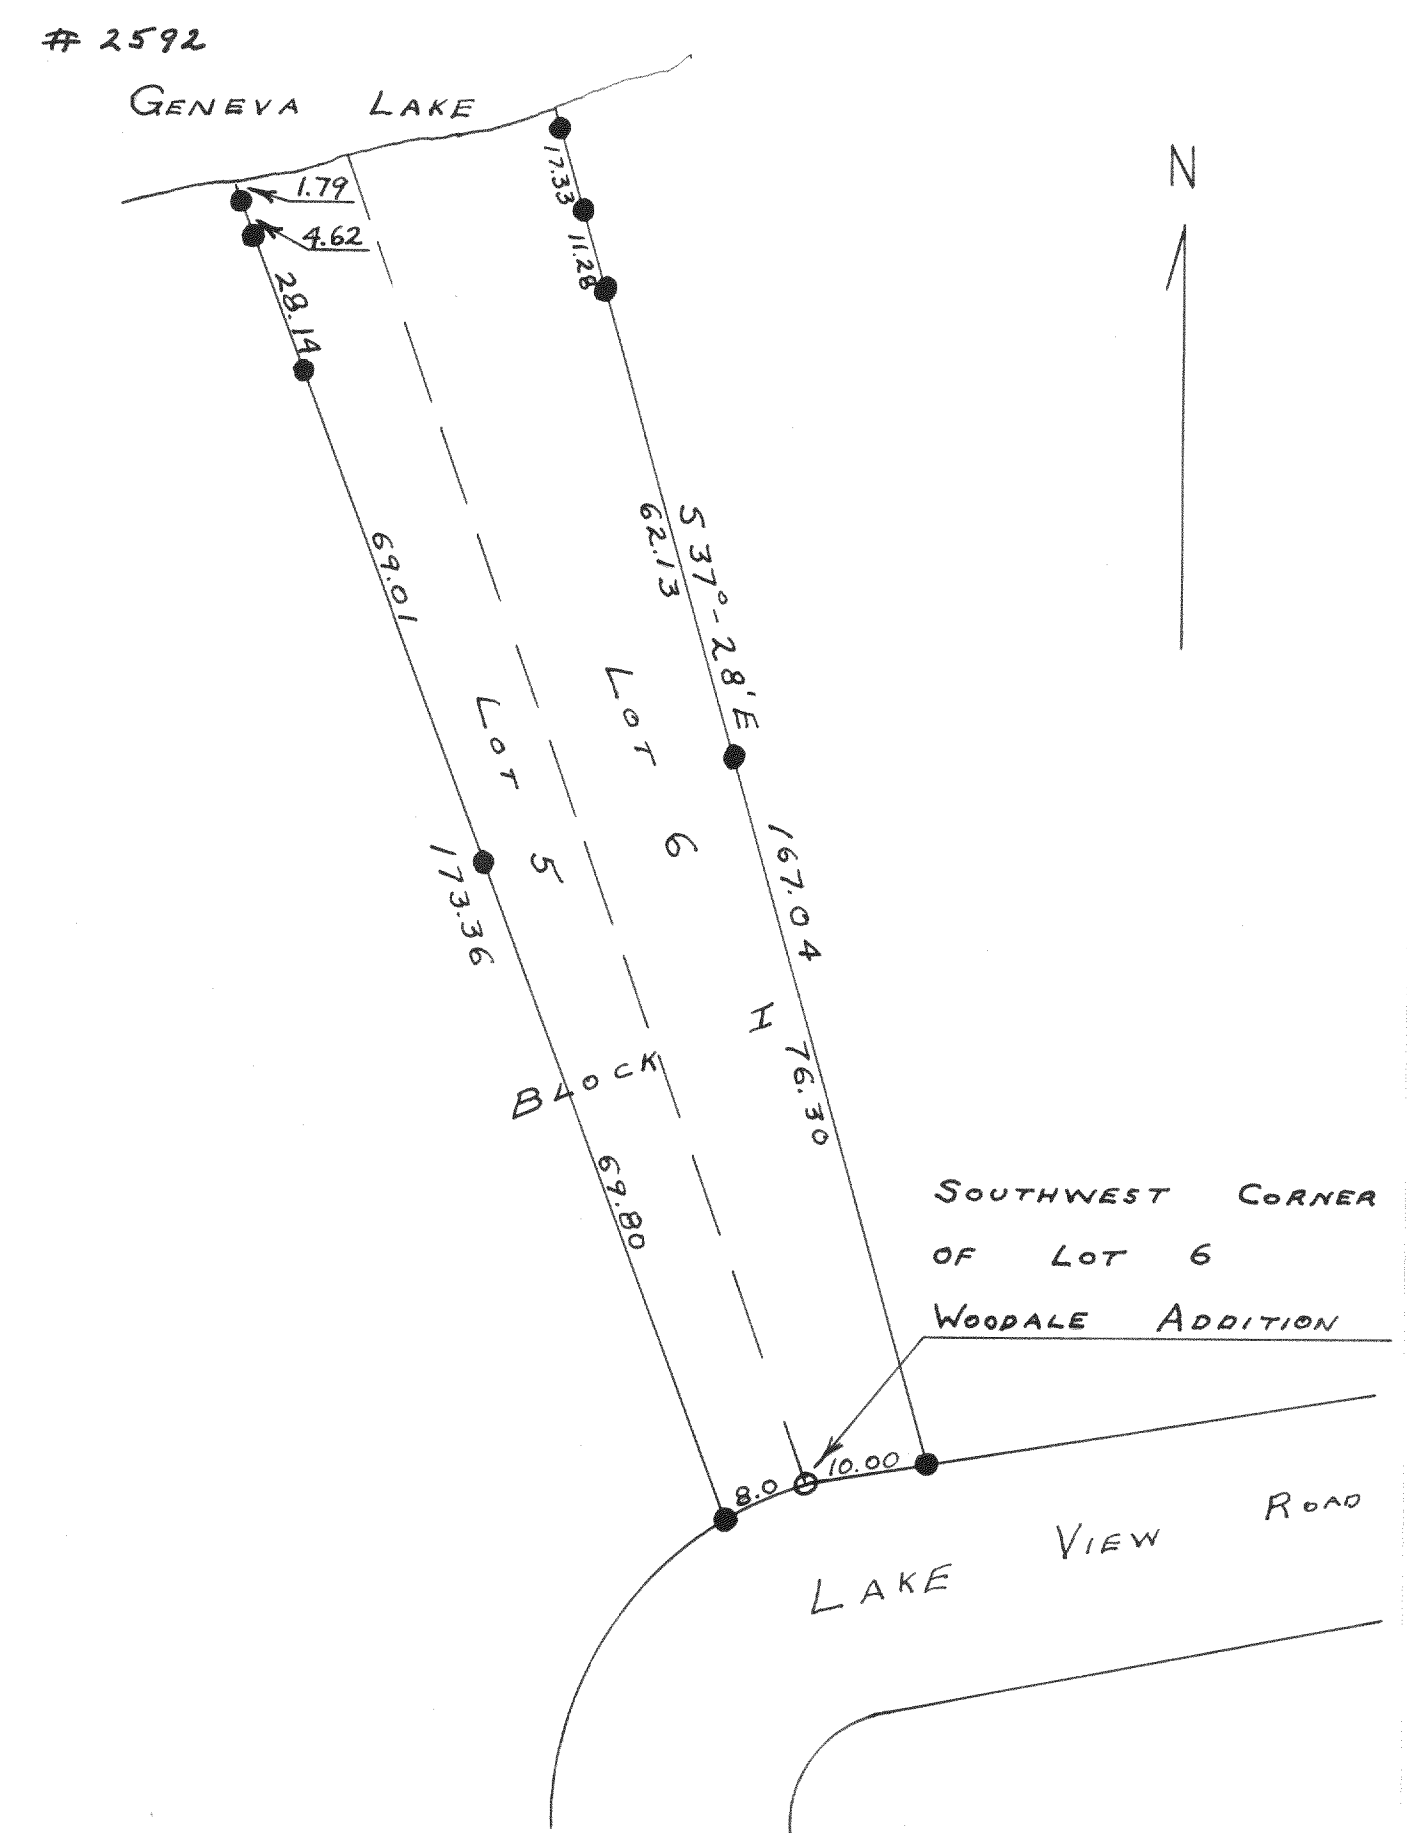 # 2592
GENEVA LAKE
N
1.79
4.62
17.33
11.28
28.14
69.01
62.13
S 37°-28'E
LOT 5
LOT 6
173.36
167.04
BLOCK I
76.30
69.80
SOUTHWEST CORNER
OF LOT 6
WOODALE ADDITION
8.0
10.00
LAKE VIEW ROAD